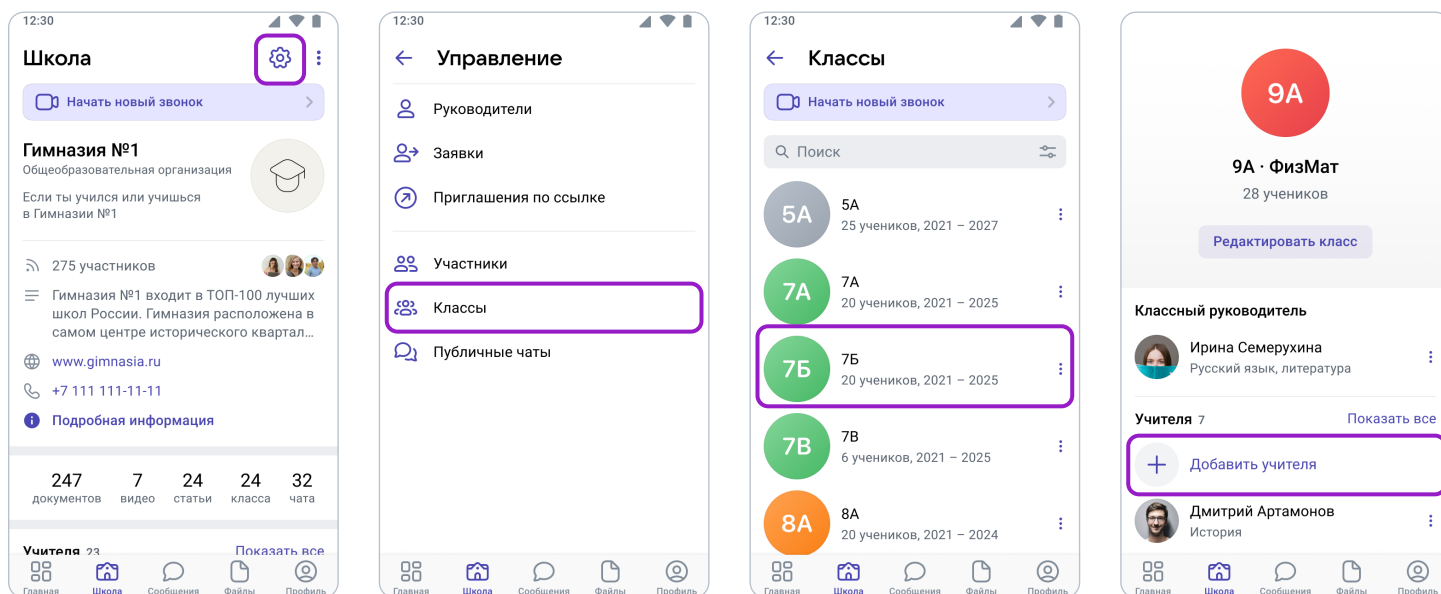 12:30
Школа
Начать новый звонок
Гимназия №1
Общеобразовательная организация
Если ты учился или учишься
в Гимназии №1
275 участников
Гимназия №1 входит в ТОП-100 лучших
школ России. Гимназия расположена в
самом центре исторического квартал...
www.gimnasia.ru
+7 111 111-11-11
Подробная информация
247 7 24 24 32
документов видео статьи класса чата
Учителя 23 Показать все
Главная Школа Сообщения Файлы Профиль
12:30
Управление
Руководители
Заявки
Приглашения по ссылке
Участники
Классы
Публичные чаты
Главная Школа Сообщения Файлы Профиль
12:30
Классы
Начать новый звонок
Поиск
5А
5А
25 учеников, 2021 – 2027
7А
7А
20 учеников, 2021 – 2025
7Б
7Б
20 учеников, 2021 – 2025
7В
7В
6 учеников, 2021 – 2025
8А
8А
20 учеников, 2021 – 2024
Главная Школа Сообщения Файлы Профиль
9А
9А · ФизМат
28 учеников
Редактировать класс
Классный руководитель
Ирина Семерухина
Русский язык, литература
Учителя 7 Показать все
Добавить учителя
Дмитрий Артамонов
История
Главная Школа Сообщения Файлы Профиль